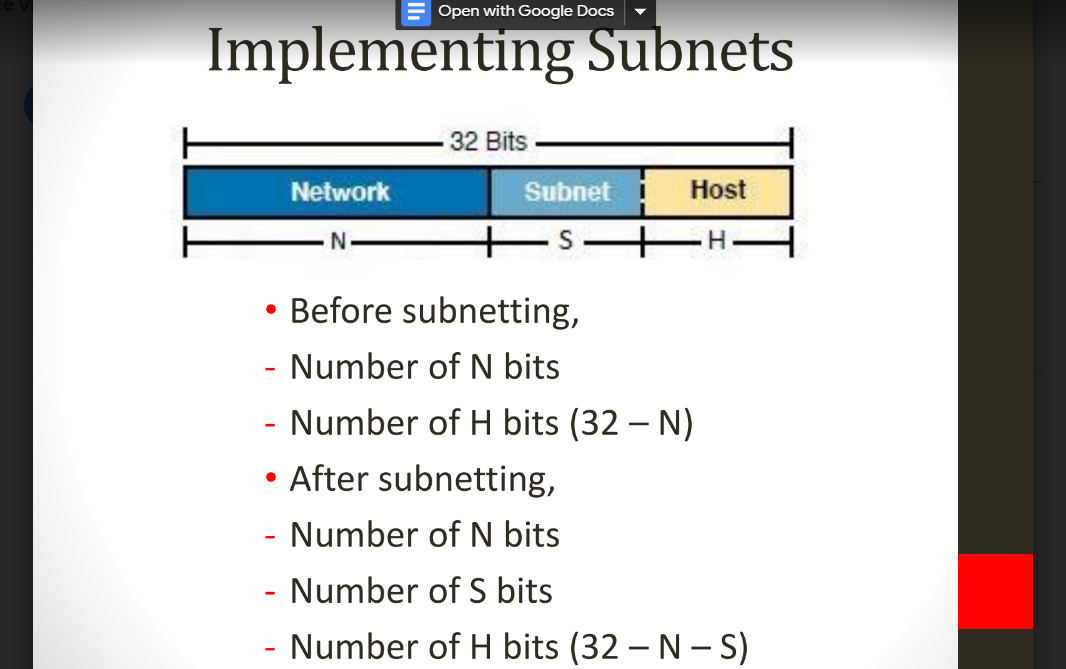 Open with Google Docs
Implementing Subnets
32 Bits
Network Subnet Host
N S H
• Before subnetting,
- Number of N bits
- Number of H bits (32 – N)
• After subnetting,
- Number of N bits
- Number of S bits
- Number of H bits (32 – N – S)